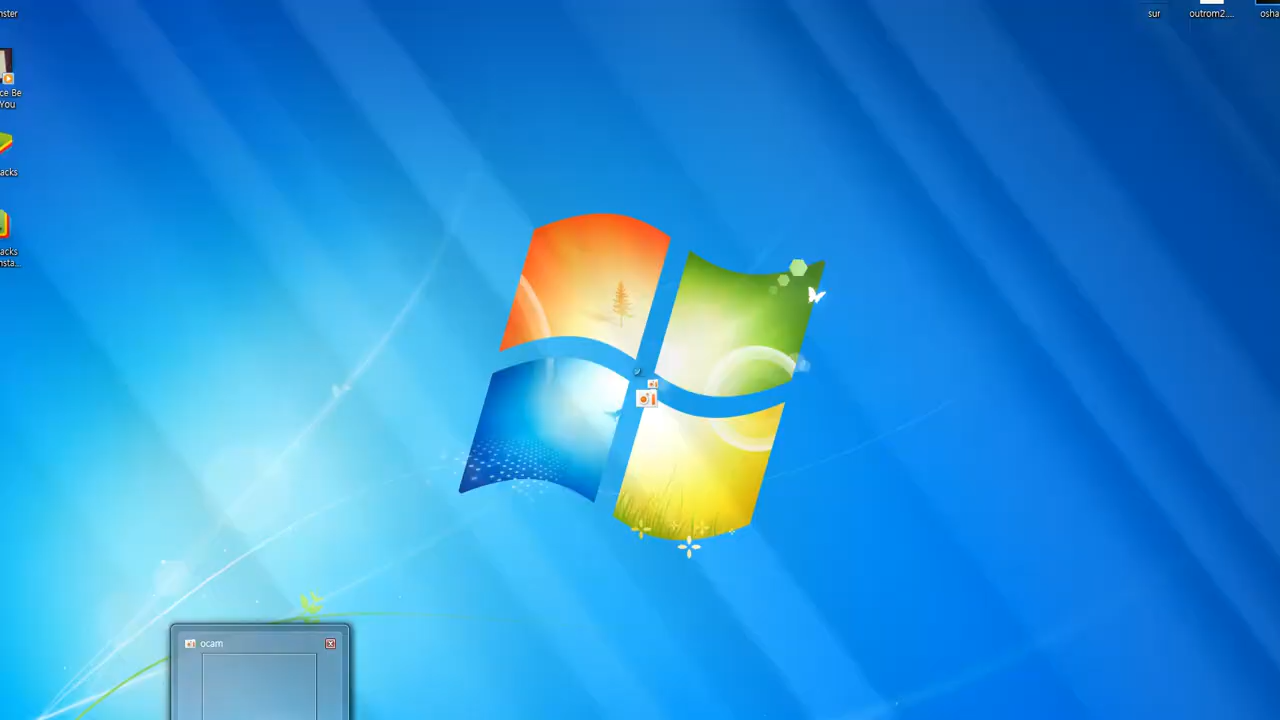 nster
sur
outrom2....
osha
ce Be
You
acks
acks
nsta...
ocam